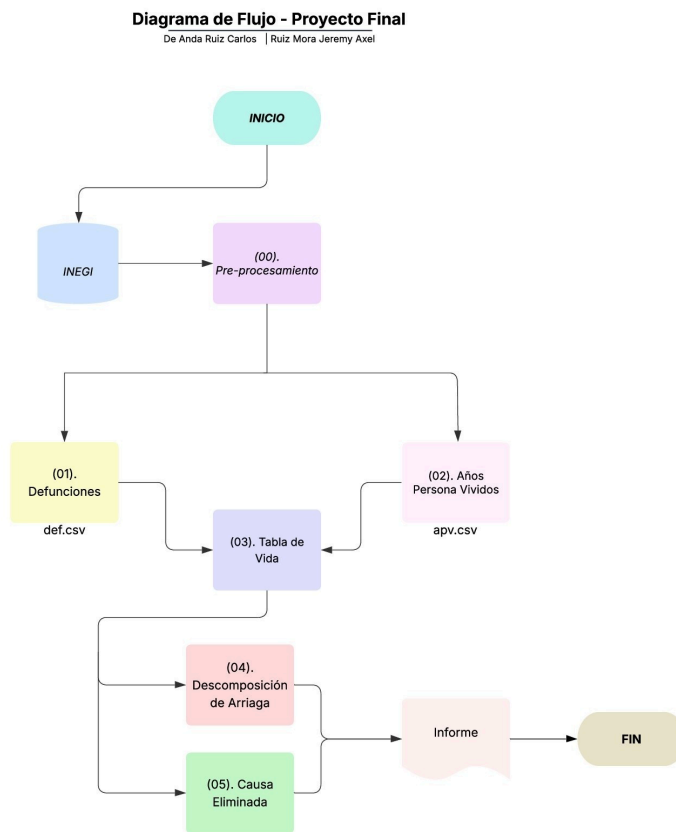 Diagrama de Flujo - Proyecto Final
De Anda Ruiz Carlos | Ruiz Mora Jeremy Axel
INICIO
INEGI
(00).
Pre-procesamiento
(01).
Defunciones
def.csv
(02). Años
Persona Vividos
apv.csv
(03). Tabla de
Vida
(04).
Descomposición
de Arriaga
(05). Causa
Eliminada
Informe
FIN